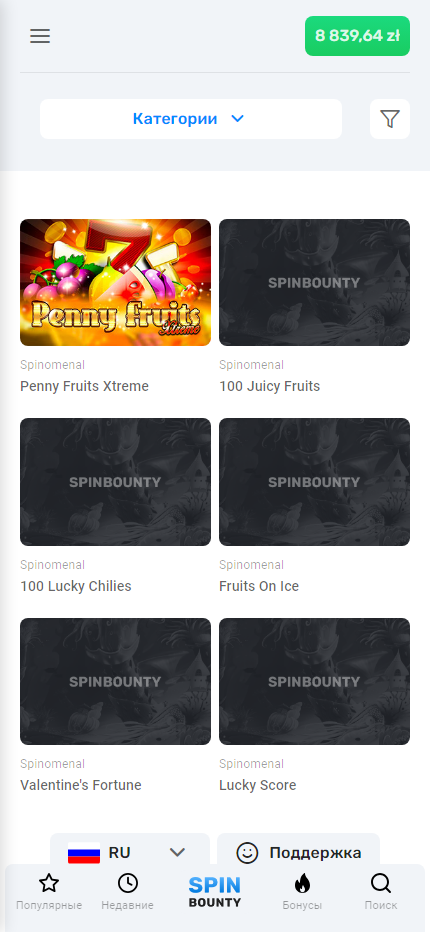 8 839,64 zł
Категории
7
Penny Fruits
Xtreme
SPINBOUNTY
Spinomenal
Spinomenal
Penny Fruits Xtreme
100 Juicy Fruits
SPINBOUNTY
SPINBOUNTY
Spinomenal
Spinomenal
100 Lucky Chilies
Fruits On Ice
SPINBOUNTY
SPINBOUNTY
Spinomenal
Spinomenal
Valentine's Fortune
Lucky Score
RU
Поддержка
SPIN
BOUNTY
Популярные
Недавние
Бонусы
Поиск